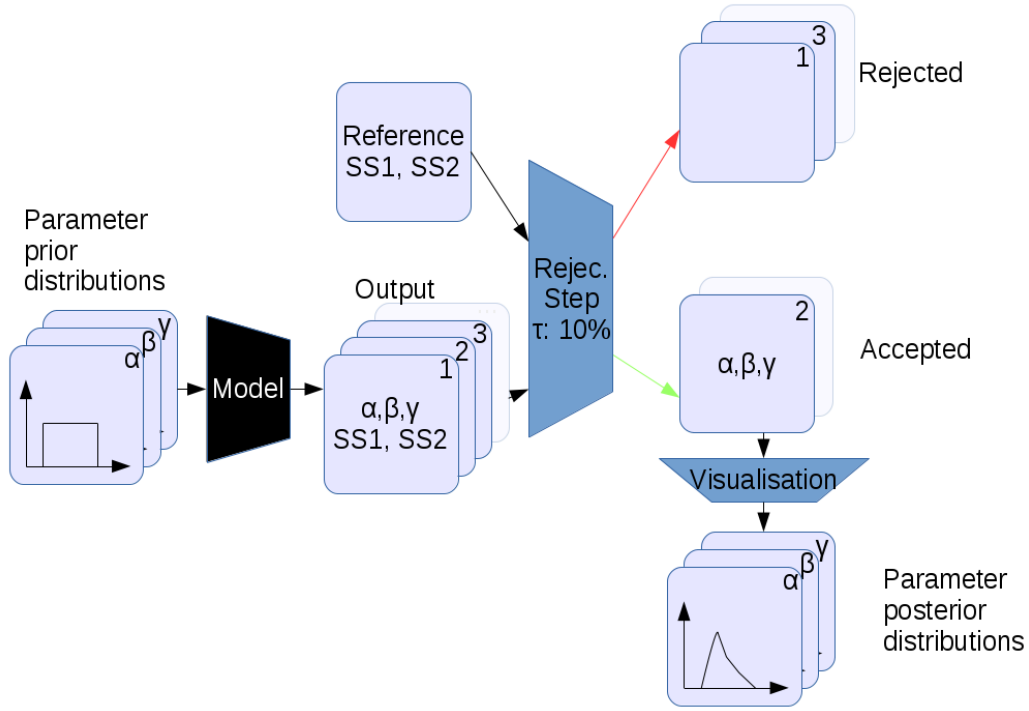 Parameter
prior
distributions
γ
β
α
Model
Output
...
3
2
1
α,β,γ
SS1, SS2
Reference
SS1, SS2
Rejec.
Step
τ: 10%
3
1
Rejected
2
α,β,γ
Accepted
Visualisation
γ
β
α
Parameter
posterior
distributions